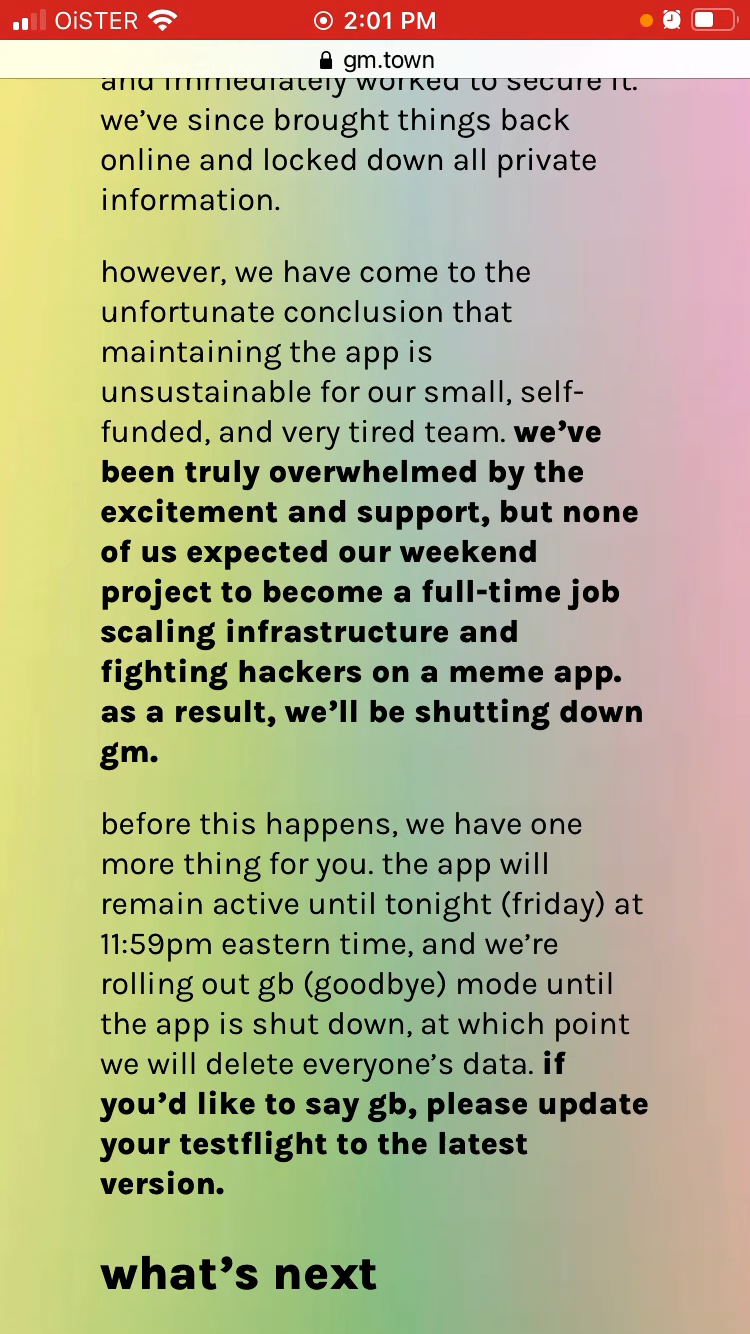 OiSTER 2:01 PM
gm.town
and immediately worked to secure it.
we’ve since brought things back
online and locked down all private
information.
however, we have come to the
unfortunate conclusion that
maintaining the app is
unsustainable for our small, self-
funded, and very tired team. we’ve
been truly overwhelmed by the
excitement and support, but none
of us expected our weekend
project to become a full-time job
scaling infrastructure and
fighting hackers on a meme app.
as a result, we’ll be shutting down
gm.
before this happens, we have one
more thing for you. the app will
remain active until tonight (friday) at
11:59pm eastern time, and we’re
rolling out gb (goodbye) mode until
the app is shut down, at which point
we will delete everyone’s data. if
you’d like to say gb, please update
your testflight to the latest
version.
what’s next